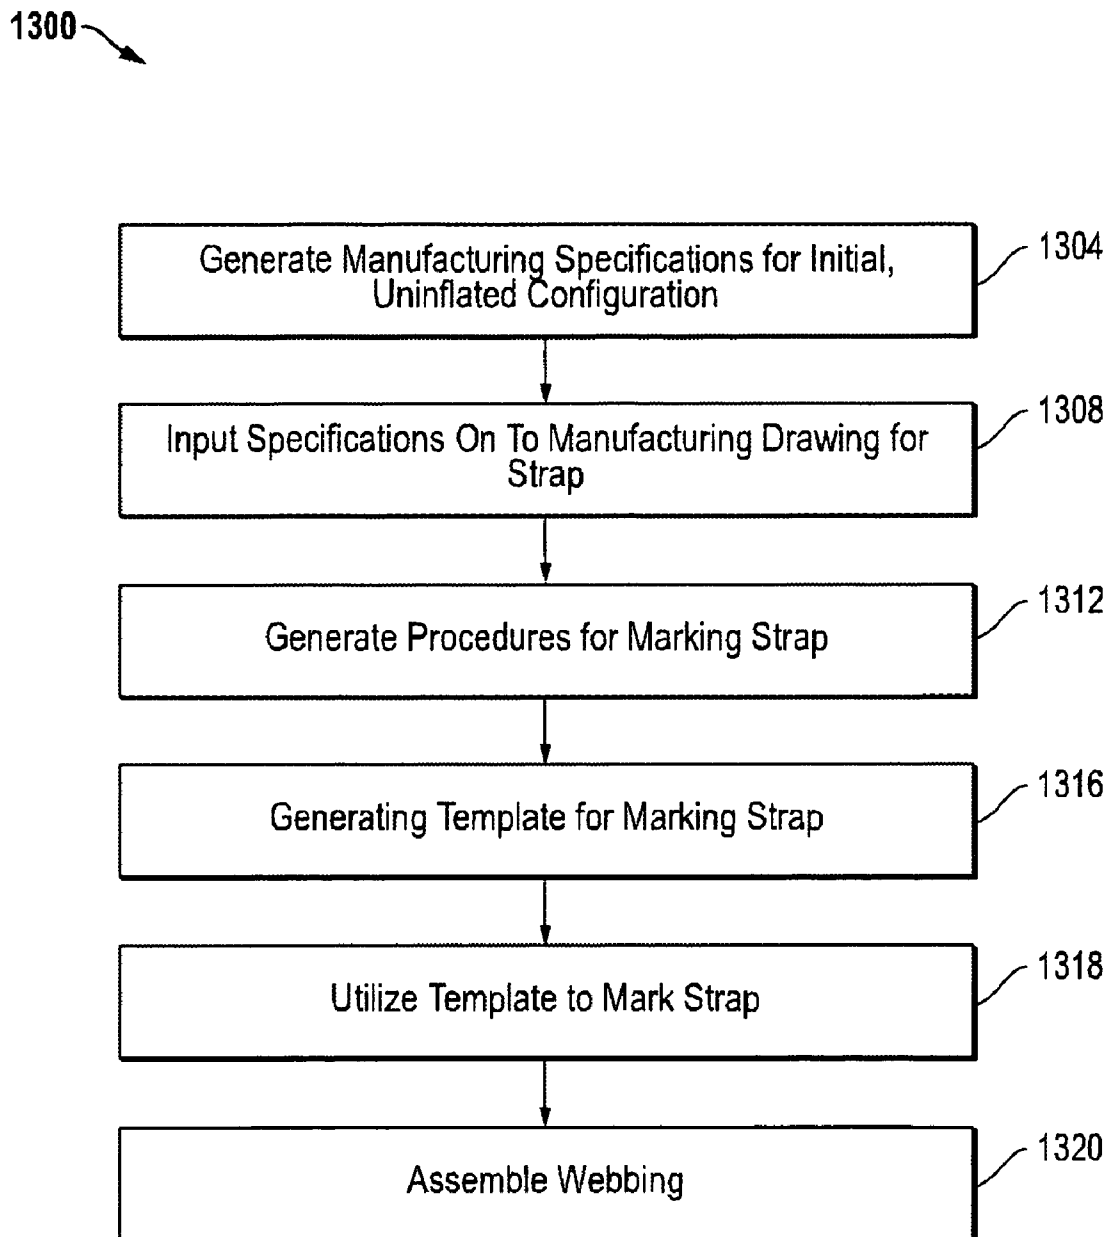 1300
Generate Manufacturing Specifications for Initial,
Uninflated Configuration
1304
Input Specifications On To Manufacturing Drawing for
Strap
1308
Generate Procedures for Marking Strap
1312
Generating Template for Marking Strap
1316
Utilize Template to Mark Strap
1318
Assemble Webbing
1320